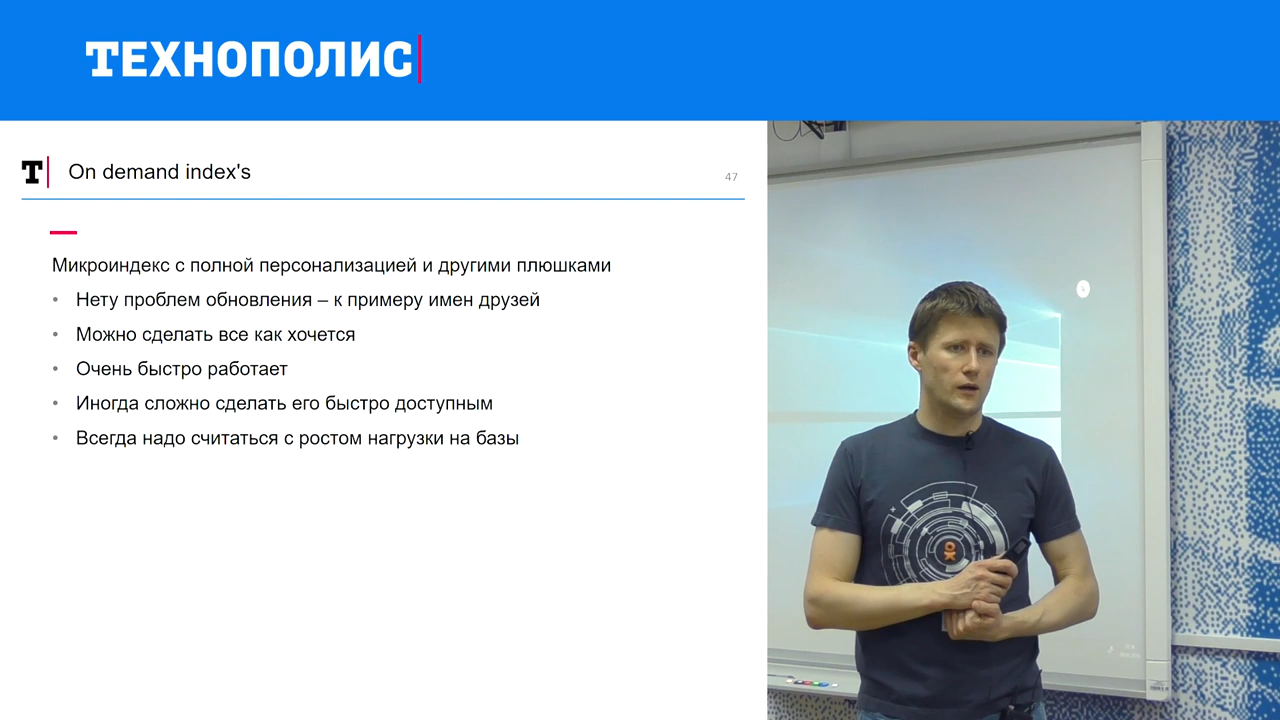 ТЕХНОПОЛИС
T
On demand index's
47
Микроиндекс с полной персонализацией и другими плюшками
• Нету проблем обновления – к примеру имен друзей
• Можно сделать все как хочется
• Очень быстро работает
• Иногда сложно сделать его быстро доступным
• Всегда надо считаться с ростом нагрузки на базы